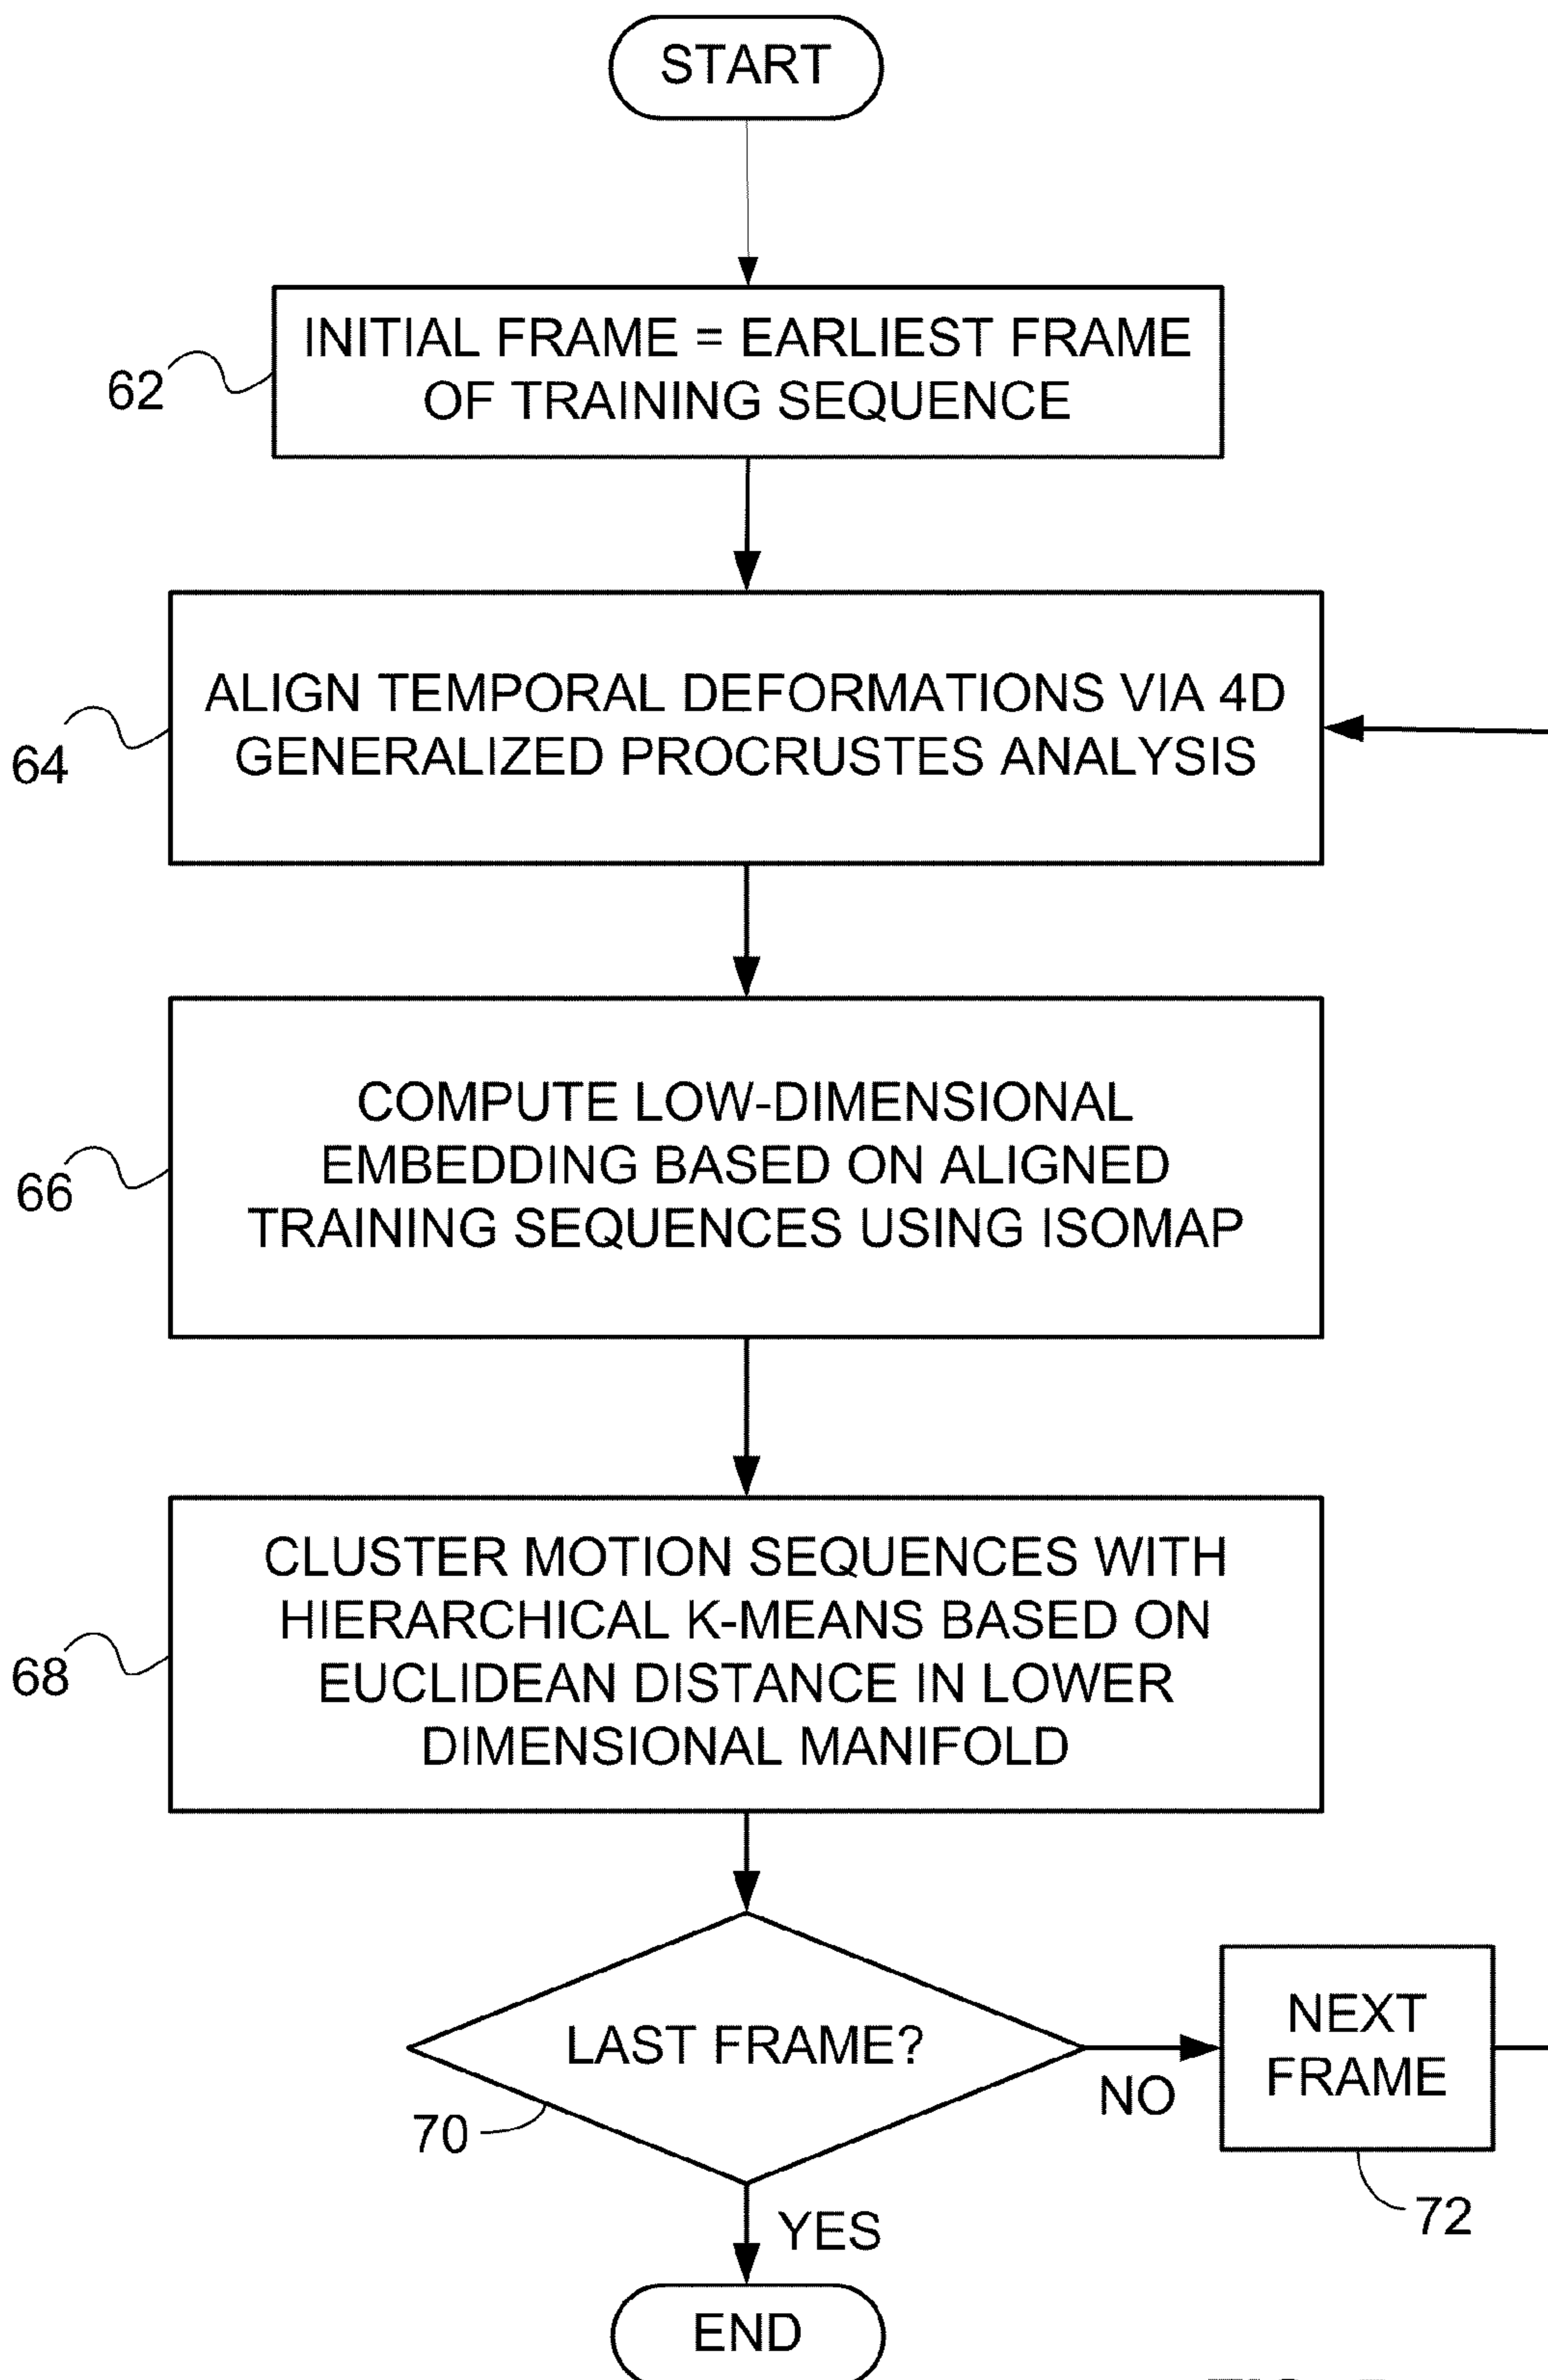 START
INITIAL FRAME = EARLIEST FRAME
OF TRAINING SEQUENCE
62
ALIGN TEMPORAL DEFORMATIONS VIA 4D
GENERALIZED PROCRUSTES ANALYSIS
64
COMPUTE LOW-DIMENSIONAL
EMBEDDING BASED ON ALIGNED
TRAINING SEQUENCES USING ISOMAP
66
CLUSTER MOTION SEQUENCES WITH
HIERARCHICAL K-MEANS BASED ON
EUCLIDEAN DISTANCE IN LOWER
DIMENSIONAL MANIFOLD
68
LAST FRAME?
70
NO
NEXT
FRAME
72
YES
END